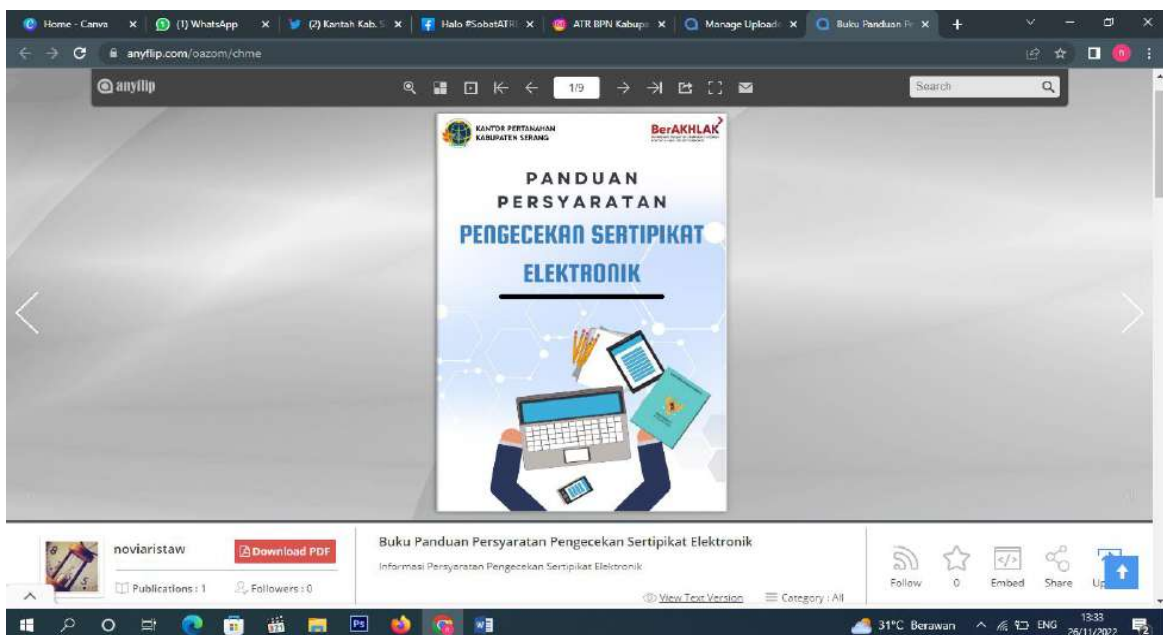 Home - Canva
(1) WhatsApp
(2) Kantah Kab. S
Halo #SobatATR
ATR BPN Kabup
Manage Upload
Buku Panduan Pe
anyflip.com/oazom/chme
anyflip
1/9
Search
KANTOR PERTANAHAN
KABUPATEN SERANG
BerAKHLAK
PANDUAN
PERSYARATAN
PENGECEKAN SERTIPIKAT
ELEKTRONIK
noviaristaw
Download PDF
Publications : 1
Followers : 0
Buku Panduan Persyaratan Pengecekan Sertipikat Elektronik
Informasi Persyaratan Pengecekan Sertipikat Elektronik
View Text Version
Category : All
Follow
0
Embed
Share
Up
31°C Berawan
ENG
13:33
26/11/2022